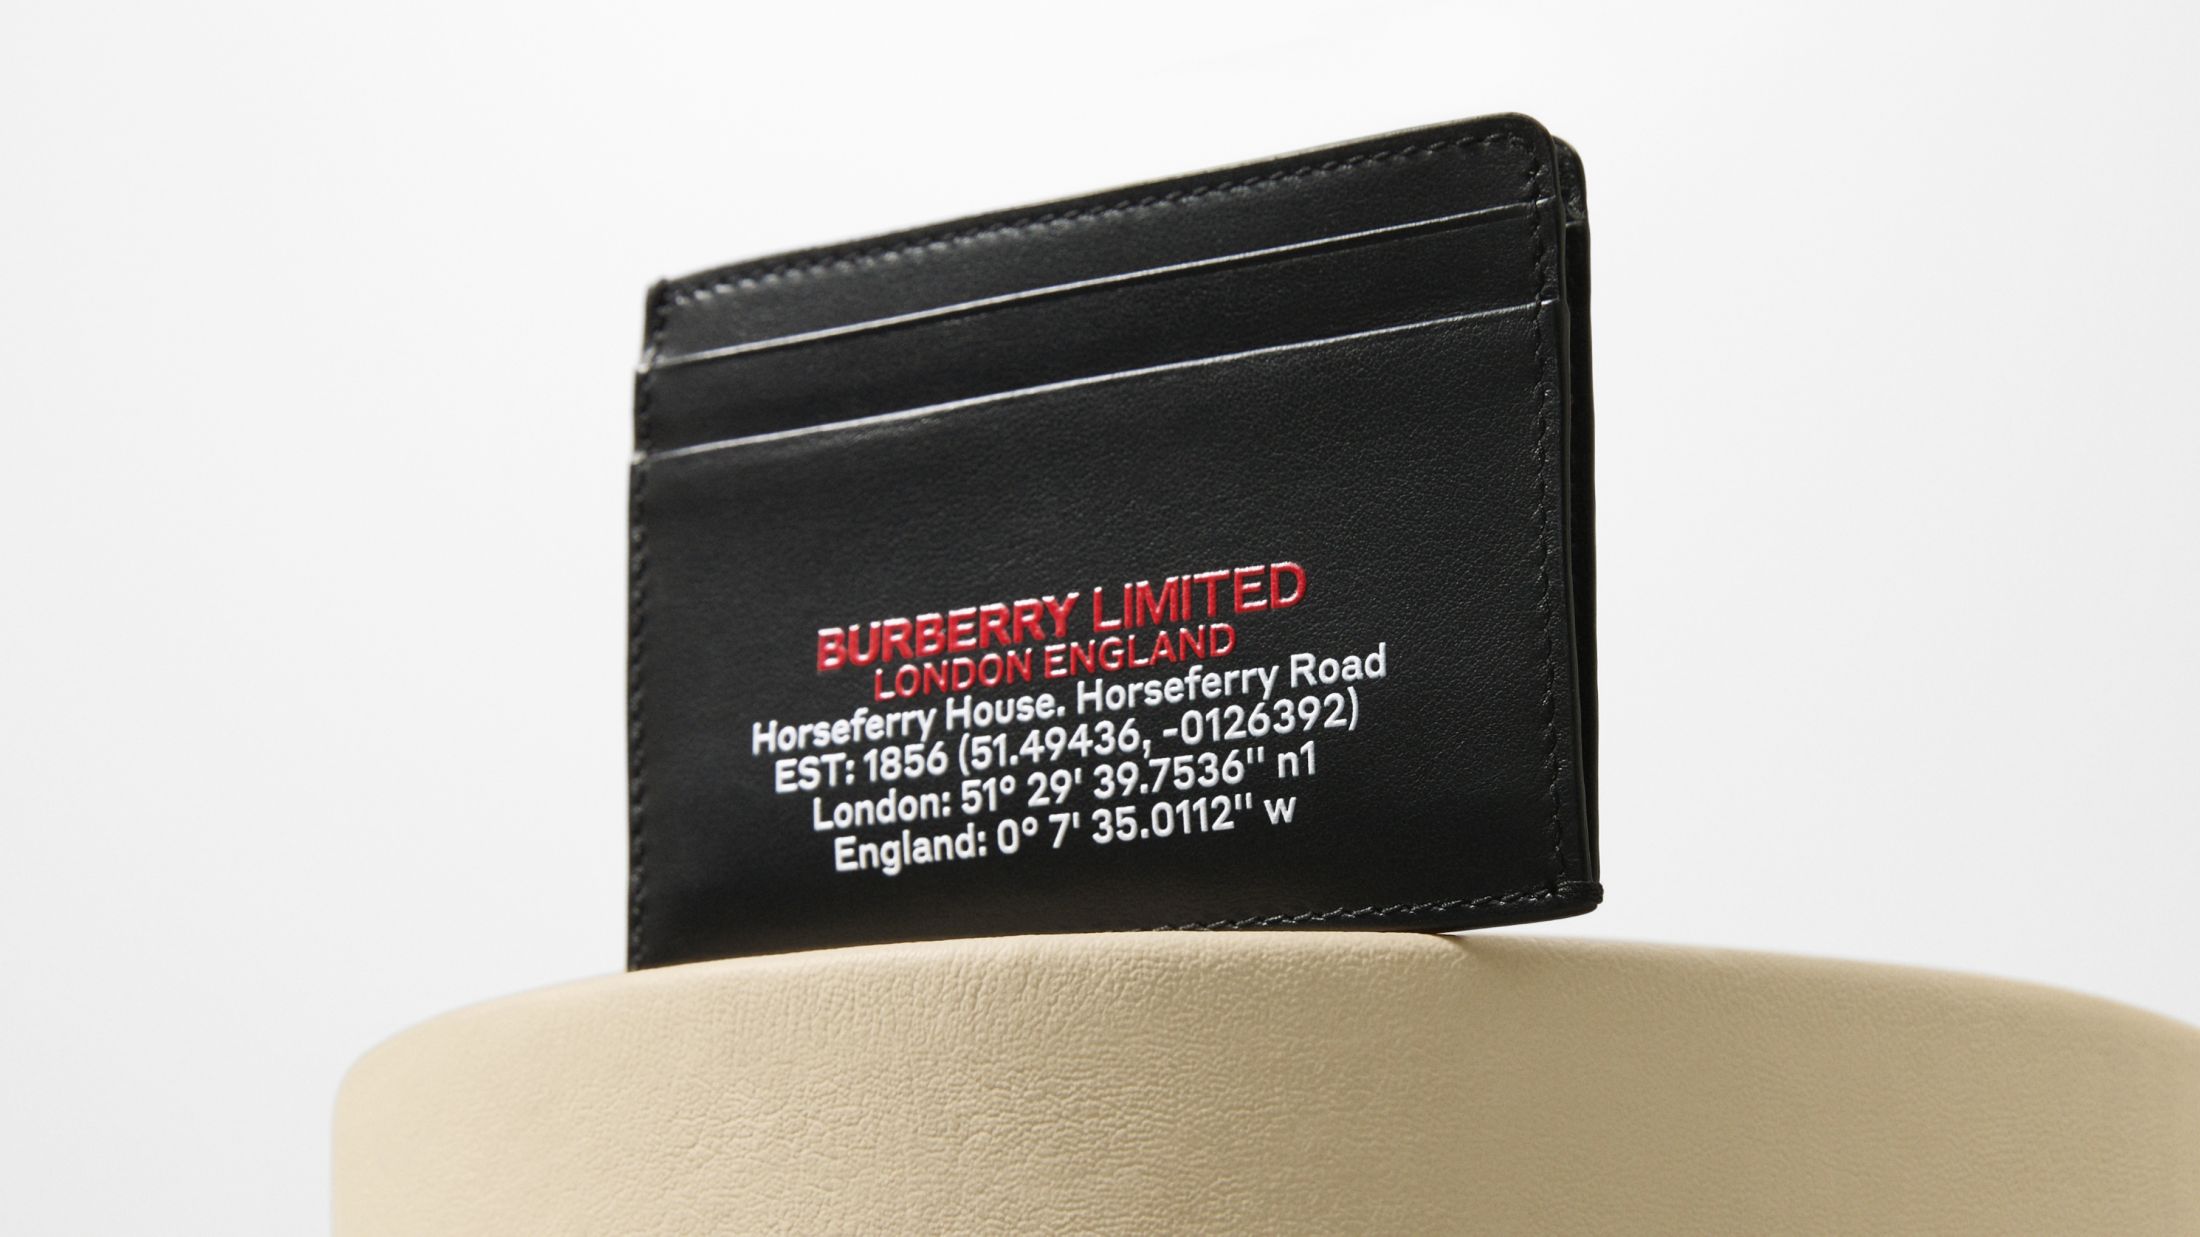 BURBERRY LIMITED
LONDON ENGLAND
Horseferry House. Horseferry Road
EST: 1856 (51.49436, -0126392)
London: 51° 29' 39.7536" n1
England: 0° 7' 35.0112" w